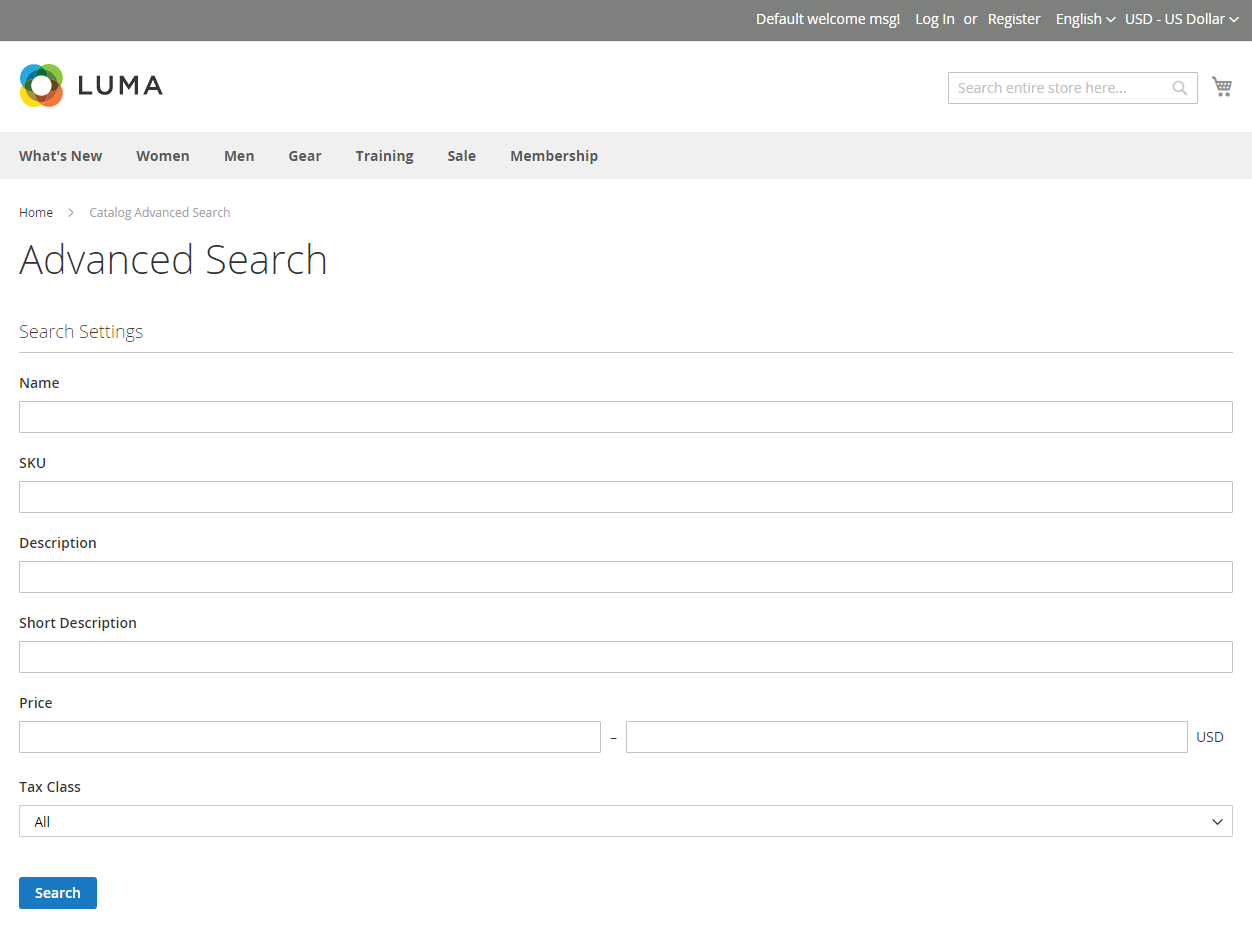 Default welcome msg! Log In or Register English USD - US Dollar
LUMA
Search entire store here...
What's New Women Men Gear Training Sale Membership
Home Catalog Advanced Search
Advanced Search
Search Settings
Name
SKU
Description
Short Description
Price
– USD
Tax Class
All
Search